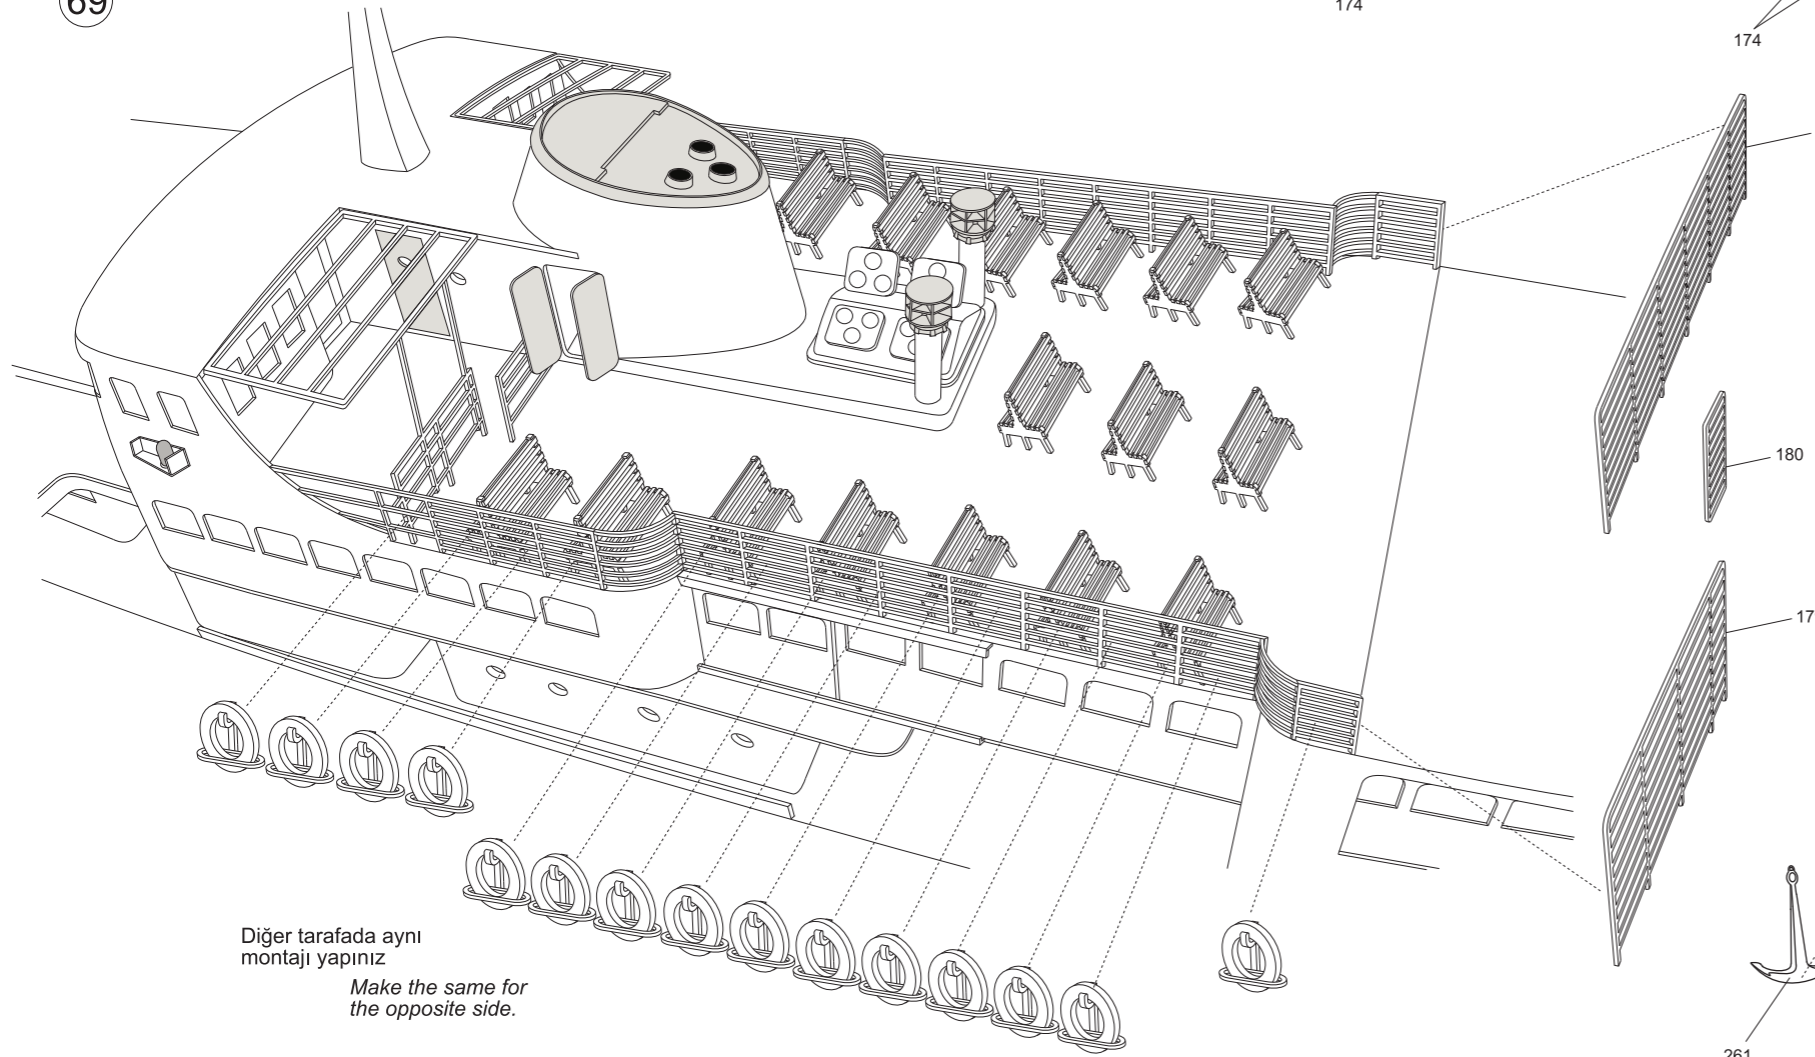 69
174
174
180
17
Diğer tarafada aynı
montajı yapınız
Make the same for
the opposite side.
261